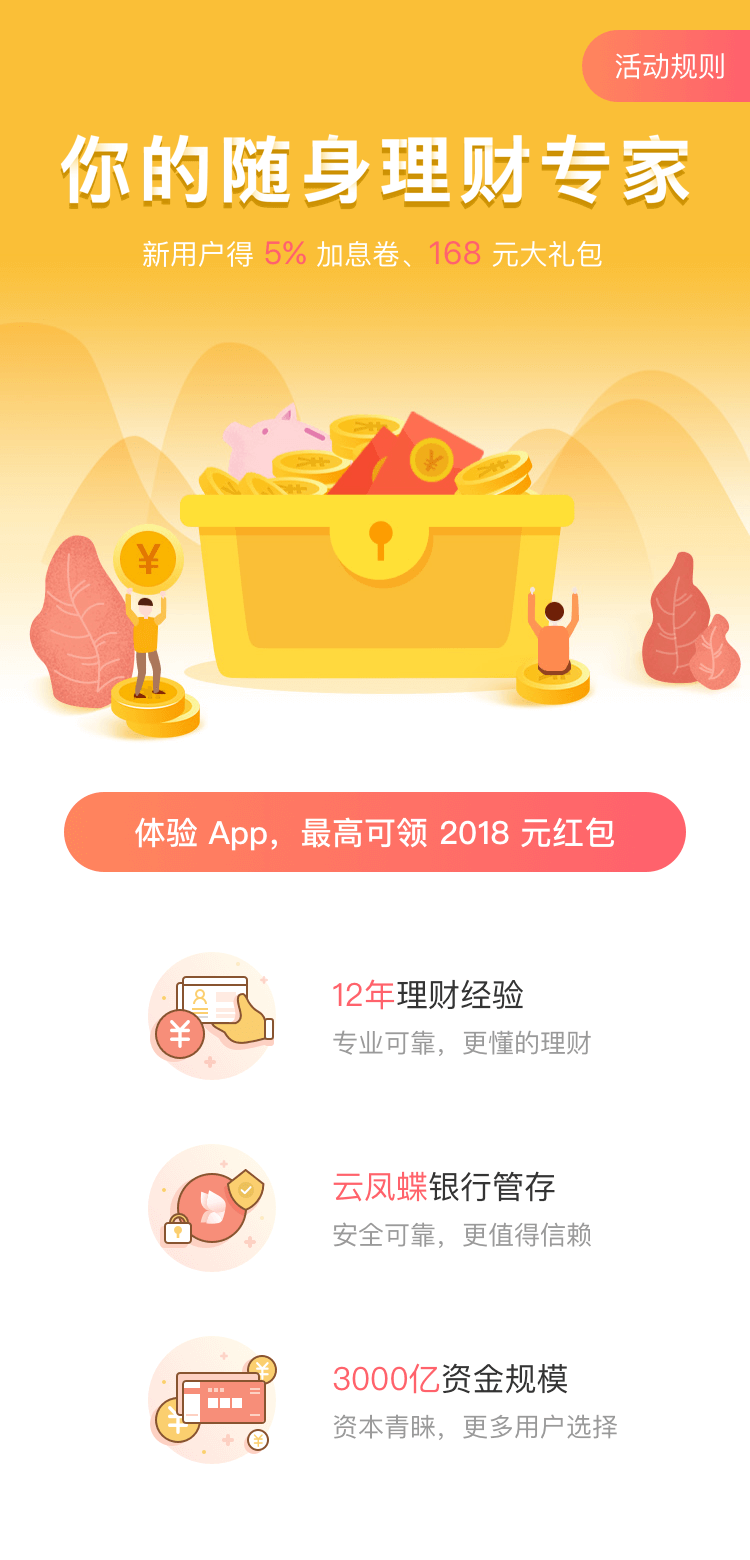 活动规则
你的随身理财专家
新用户得 5% 加息卷、168 元大礼包
¥
体验 App，最高可领 2018 元红包
12年理财经验
专业可靠，更懂的理财
云凤蝶银行管存
安全可靠，更值得信赖
3000亿资金规模
资本青睐，更多用户选择